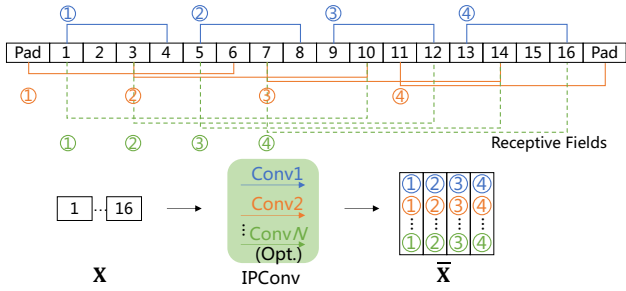 ① ② ③ ④
Pad 1 2 3 4 5 6 7 8 9 10 11 12 13 14 15 16 Pad
① ② ③ ④
① ② ③ ④
Receptive Fields
Conv1
Conv2
⋮ ConvN
(Opt.)
1 ... 16
① ② ③ ④
① ② ③ ④
⋮ ⋮ ⋮ ⋮
① ② ③ ④
X IPConv X̄